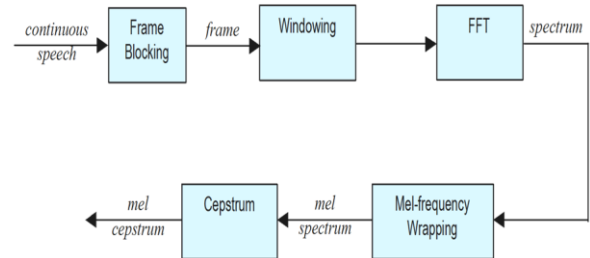 continuous
speech
Frame
Blocking
frame
Windowing
FFT
spectrum
Mel-frequency
Wrapping
mel
spectrum
Cepstrum
mel
cepstrum